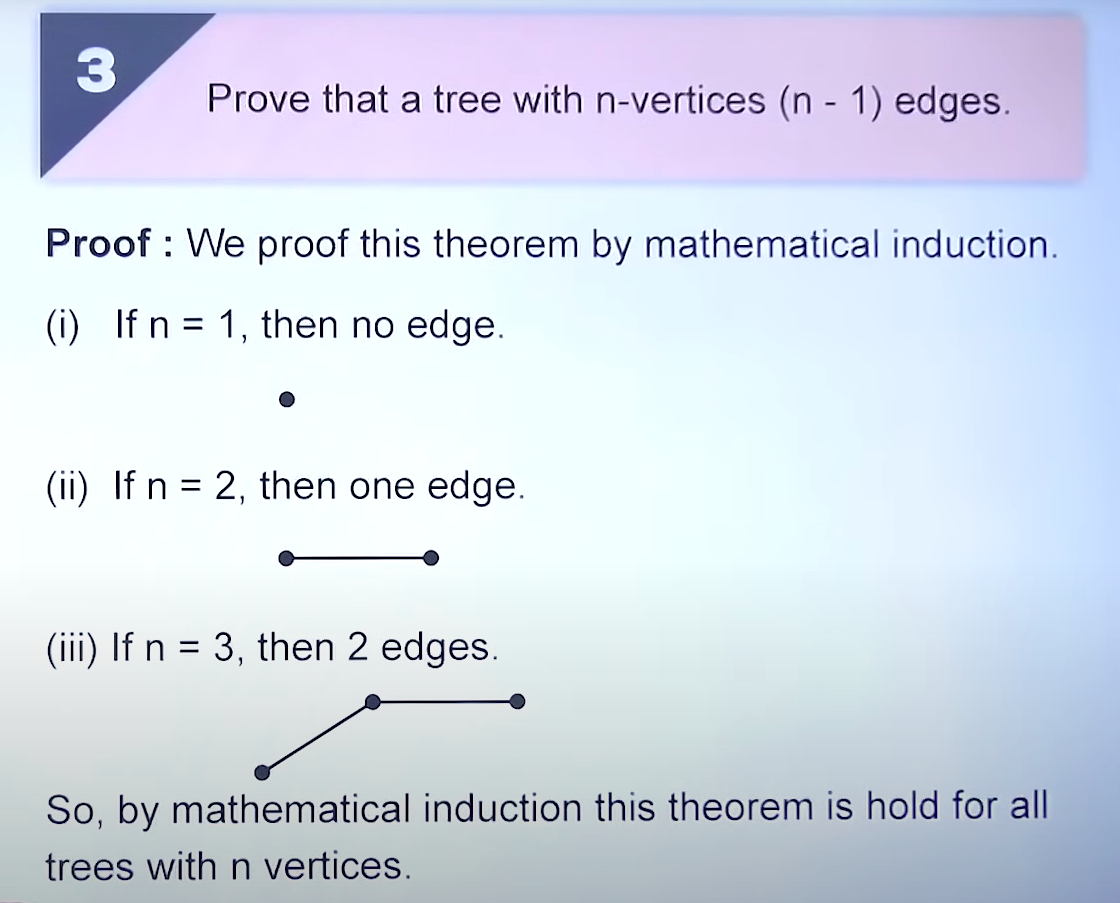 3
Prove that a tree with n-vertices (n - 1) edges.
Proof : We proof this theorem by mathematical induction.
(i) If n = 1, then no edge.
(ii) If n = 2, then one edge.
(iii) If n = 3, then 2 edges.
So, by mathematical induction this theorem is hold for all
trees with n vertices.